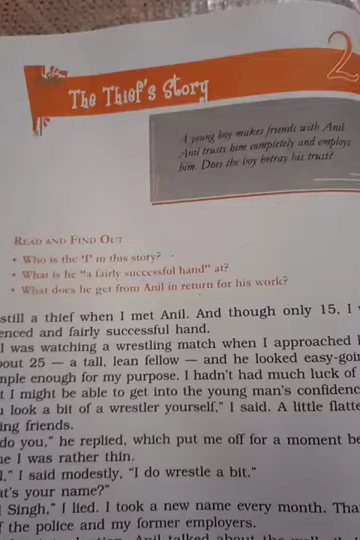 2
The Thief's Story
A young boy makes friends with Anil.
Anil trusts him completely and employs
him. Does the boy betray his trust?
READ AND FIND OUT
• Who is the 'I' in this story?
• What is he "a fairly successful hand" at?
• What does he get from Anil in return for his work?
still a thief when I met Anil. And though only 15, I
enced and fairly successful hand.
I was watching a wrestling match when I approached
bout 25 — a tall, lean fellow — and he looked easy-goin
mple enough for my purpose. I hadn't had much luck of
t I might be able to get into the young man's confidenc
u look a bit of a wrestler yourself," I said. A little flatte
ing friends.
do you," he replied, which put me off for a moment be
e I was rather thin.
l," I said modestly, "I do wrestle a bit."
at's your name?"
i Singh," I lied. I took a new name every month. Tha
f the police and my former employers.
Anil talked about the